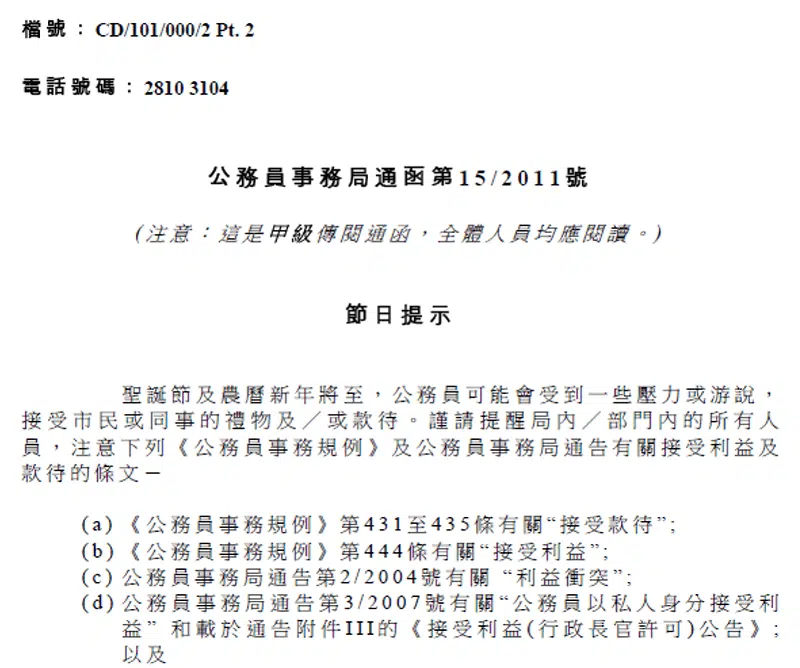 檔號：CD/101/000/2 Pt. 2
電話號碼：2810 3104
公務員事務局通函第15/2011號
(注意：這是甲級傳閱通函，全體人員均應閱讀。)
節日提示
聖誕節及農曆新年將至，公務員可能會受到一些壓力或游說，
接受市民或同事的禮物及／或款待。謹請提醒局內／部門內的所有人
員，注意下列《公務員事務規例》及公務員事務局通告有關接受利益及
款待的條文－
(a)《公務員事務規例》第431至435條有關“接受款待”;
(b)《公務員事務規例》第444條有關“接受利益”;
(c) 公務員事務局通告第2/2004號有關 “利益衝突”;
(d) 公務員事務局通告第3/2007號有關“公務員以私人身分接受利
益” 和載於通告附件III的《接受利益(行政長官許可)公告》;
以及